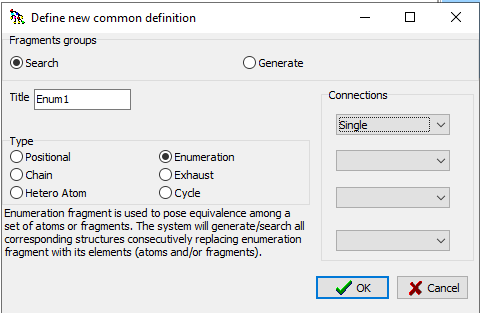 Define new common definition
Fragments groups
Search
Generate
Title
Enum1
Connections
Single
Type
Positional
Enumeration
Chain
Exhaust
Hetero Atom
Cycle
Enumeration fragment is used to pose equivalence among a
set of atoms or fragments. The system will generate/search all
corresponding structures consecutively replacing enumeration
fragment with its elements (atoms and/or fragments).
OK
Cancel